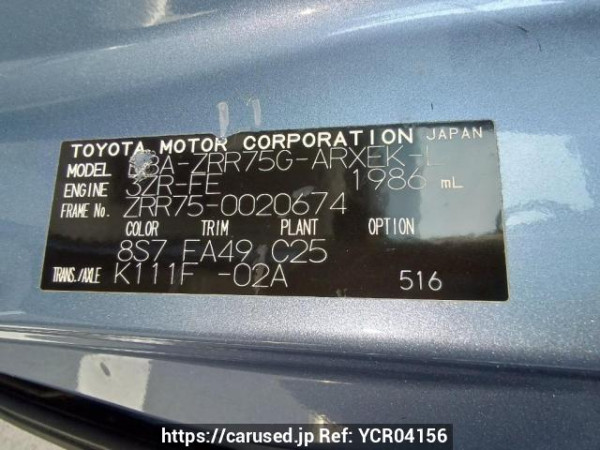 TOYOTA MOTOR CORPORATION JAPAN
MODEL DBA-ZRR75G-ARXEK-L
ENGINE 3ZR-FE 1986 mL
FRAME No. ZRR75-0020674
COLOR TRIM PLANT OPTION
8S7 FA49 C25
TRANS./AXLE K111F -02A 516
https://carused.jp Ref: YCR04156